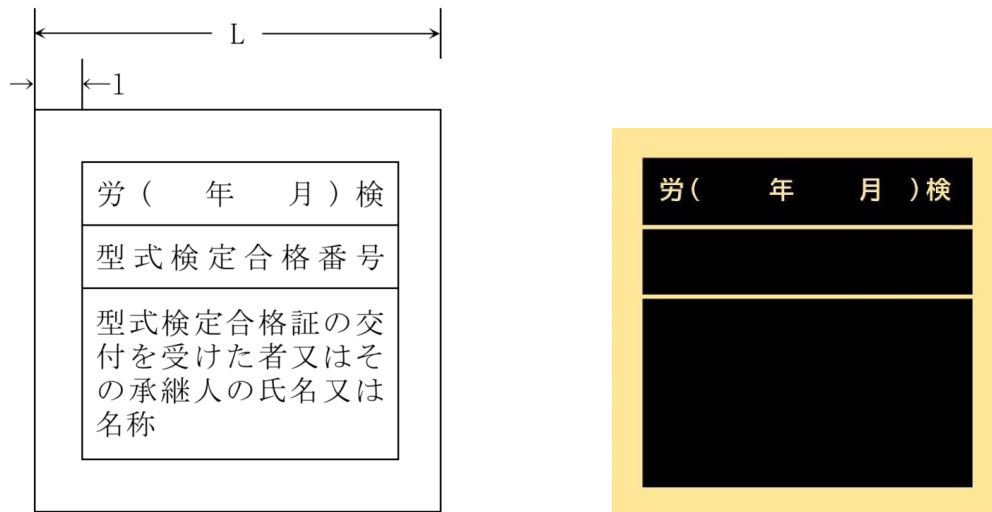 L
l
労（　年　月）検
型式検定合格番号
型式検定合格証の交
付を受けた者又はそ
の承継人の氏名又は
名称
労（　年　月　）検